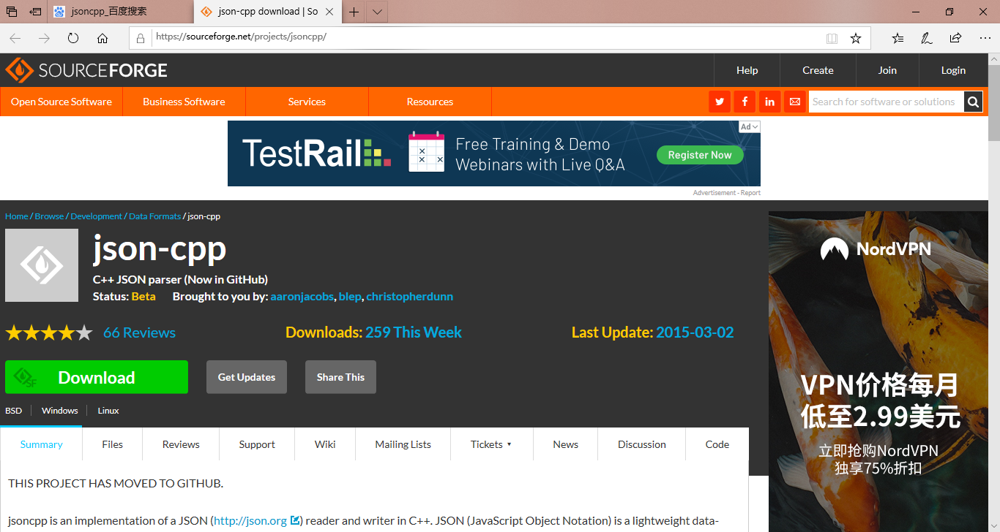 jsoncpp_百度搜索
json-cpp download | So
https://sourceforge.net/projects/jsoncpp/
SOURCEFORGE
Help
Create
Join
Login
Open Source Software
Business Software
Services
Resources
Search for software or solutions
TestRail
Free Training & Demo
Webinars with Live Q&A
Register Now
Ad
Advertisement - Report
Home / Browse / Development / Data Formats / json-cpp
json-cpp
C++ JSON parser (Now in GitHub)
Status: Beta Brought to you by: aaronjacobs, blep, christopherdunn
66 Reviews
Downloads: 259 This Week
Last Update: 2015-03-02
SF
Download
Get Updates
Share This
BSD
Windows
Linux
Summary
Files
Reviews
Support
Wiki
Mailing Lists
Tickets
News
Discussion
Code
THIS PROJECT HAS MOVED TO GITHUB.
jsoncpp is an implementation of a JSON (http://json.org) reader and writer in C++. JSON (JavaScript Object Notation) is a lightweight data-
NordVPN
VPN价格每月
低至2.99美元
立即抢购NordVPN
独享75%折扣